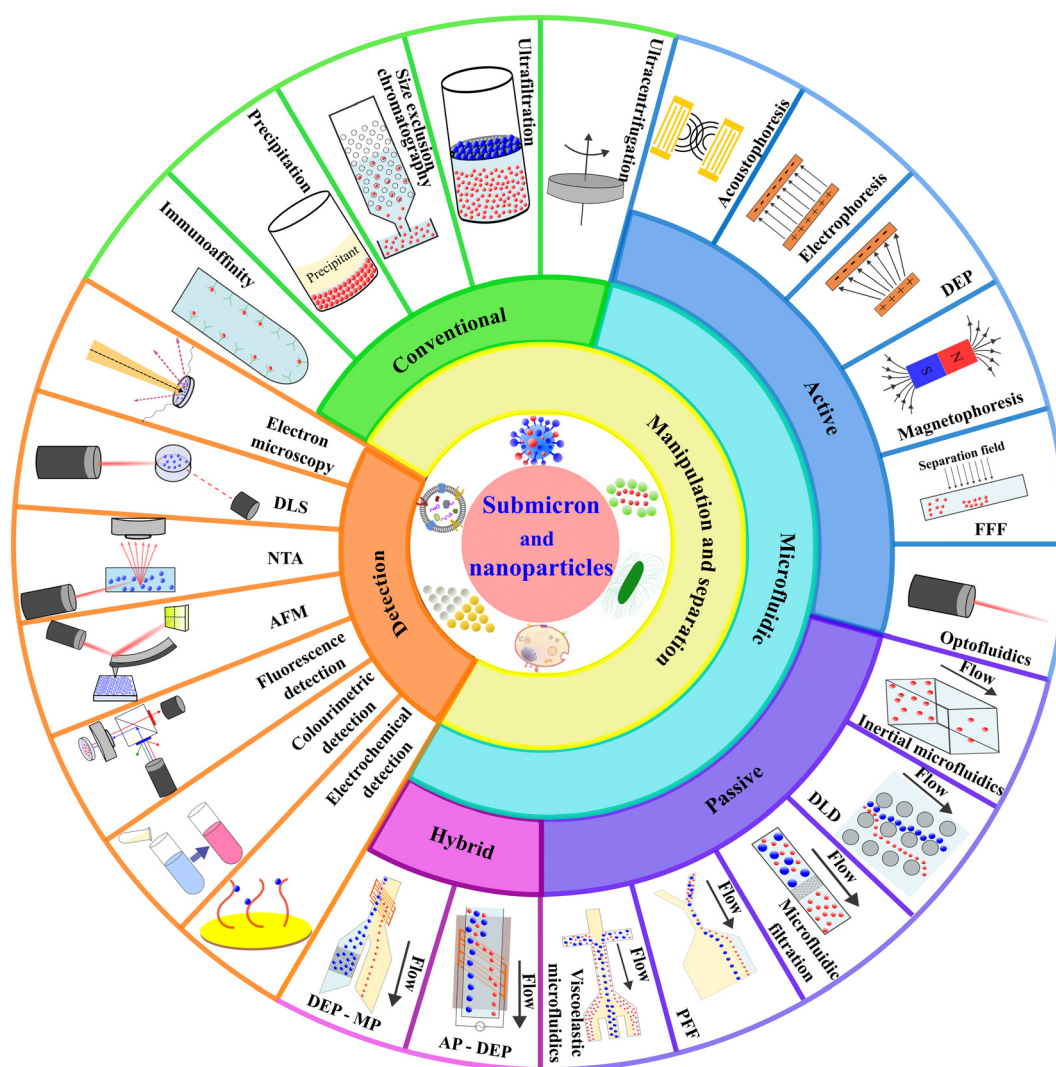 Submicron
and
nanoparticles
Manipulation and separation
Detection
Conventional
Microfluidic
Active
Passive
Hybrid
Immunoaffinity
Precipitation
Precipitant
Size exclusion
chromatography
Ultrafiltration
Ultracentrifugation
Acoustophoresis
Electrophoresis
- - - - - -
+ + + + + +
DEP
- - - - - -
+ + + +
Magnetophoresis
S
N
Separation field
FFF
Optofluidics
Flow
Inertial microfluidics
Flow
DLD
Flow
Microfluidic
filtration
Flow
PFF
Flow
Viscoelastic
microfluidics
Flow
AP - DEP
Flow
DEP - MP
Electrochemical
detection
Colourimetric
detection
Fluorescence
detection
AFM
NTA
DLS
Electron
microscopy